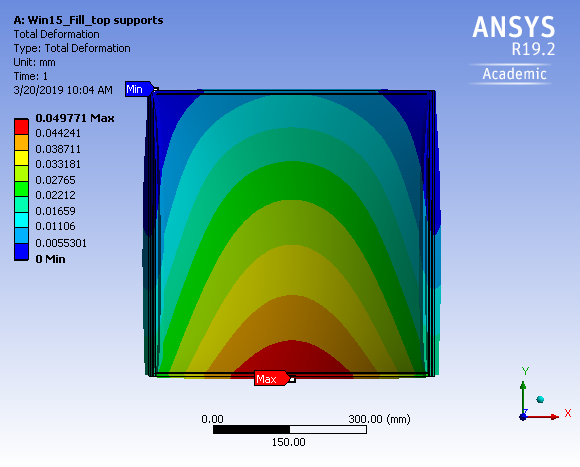 A: Win15_Fill_top supports
Total Deformation
Type: Total Deformation
Unit: mm
Time: 1
3/20/2019 10:04 AM
ANSYS
R19.2
Academic
Min
0.049771 Max
0.044241
0.038711
0.033181
0.02765
0.02212
0.01659
0.01106
0.0055301
0 Min
Max
0.00
300.00 (mm)
150.00
Y
X
Z